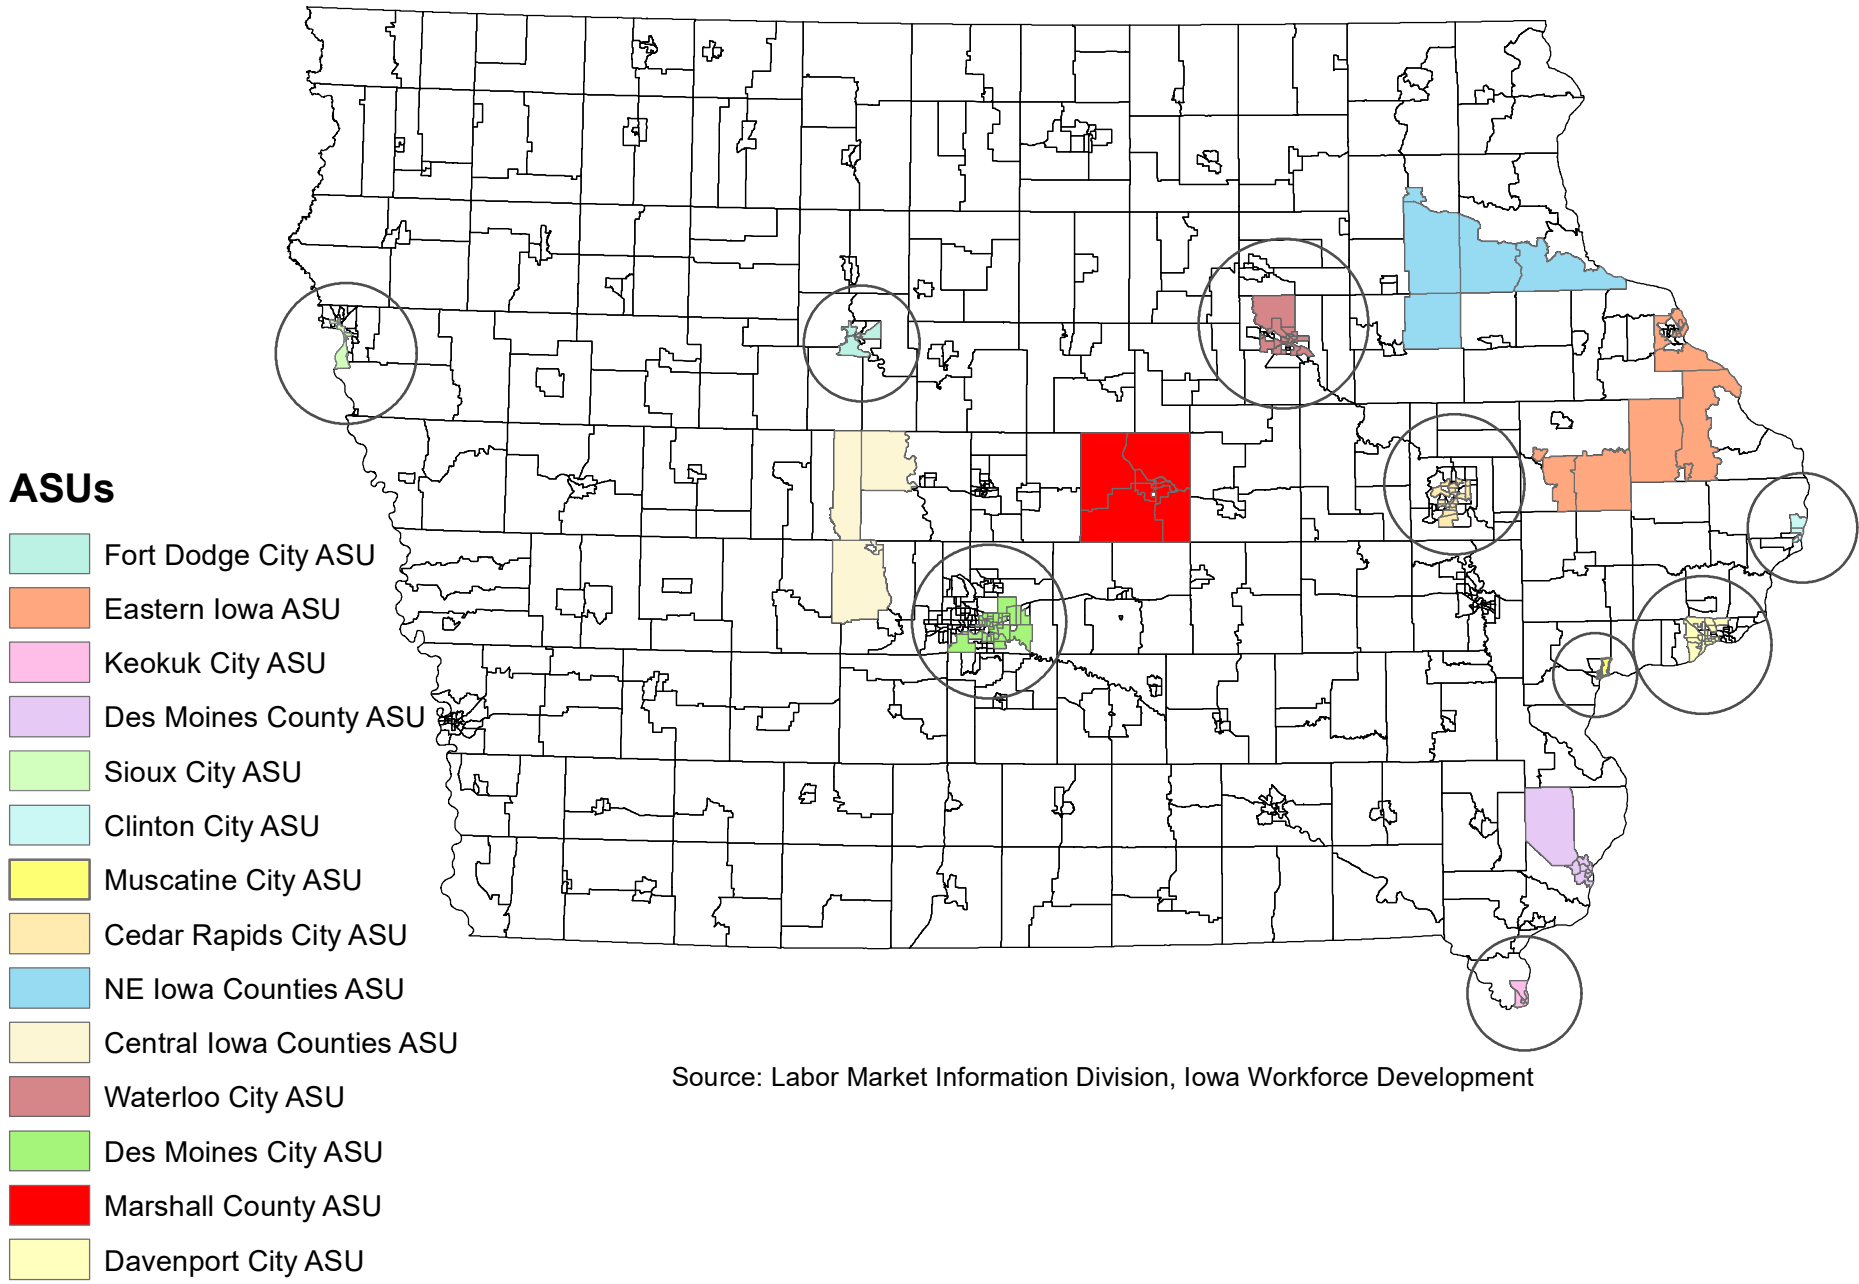 ASUs
Fort Dodge City ASU
Eastern Iowa ASU
Keokuk City ASU
Des Moines County ASU
Sioux City ASU
Clinton City ASU
Muscatine City ASU
Cedar Rapids City ASU
NE Iowa Counties ASU
Central Iowa Counties ASU
Waterloo City ASU
Des Moines City ASU
Marshall County ASU
Davenport City ASU
Source: Labor Market Information Division, Iowa Workforce Development